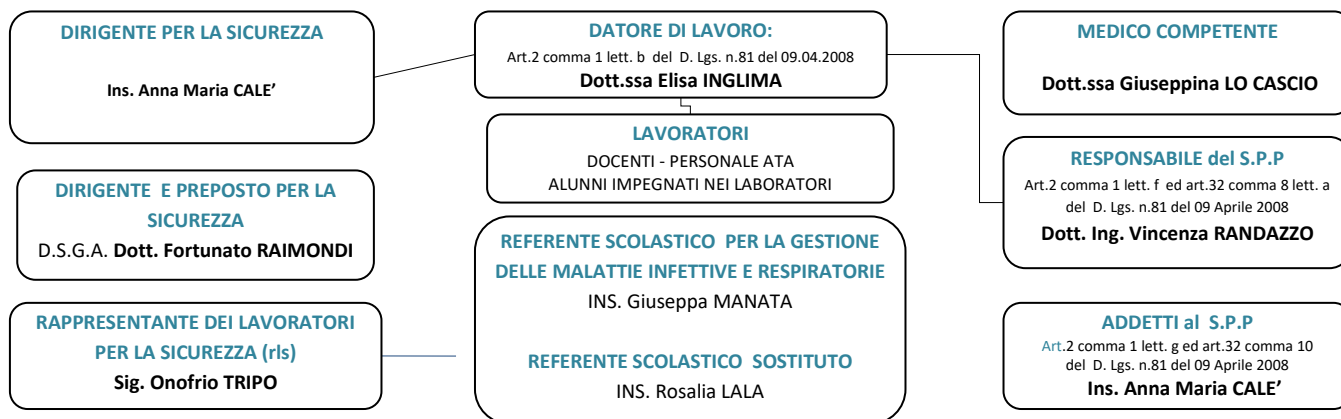 DIRIGENTE PER LA SICUREZZA
Ins. Anna Maria CALE’
DIRIGENTE E PREPOSTO PER LA
SICUREZZA
D.S.G.A. Dott. Fortunato RAIMONDI
RAPPRESENTANTE DEI LAVORATORI
PER LA SICUREZZA (rls)
Sig. Onofrio TRIPO
DATORE DI LAVORO:
Art.2 comma 1 lett. b del D. Lgs. n.81 del 09.04.2008
Dott.ssa Elisa INGLIMA
LAVORATORI
DOCENTI - PERSONALE ATA
ALUNNI IMPEGNATI NEI LABORATORI
REFERENTE SCOLASTICO PER LA GESTIONE
DELLE MALATTIE INFETTIVE E RESPIRATORIE
INS. Giuseppa MANATA
REFERENTE SCOLASTICO SOSTITUTO
INS. Rosalia LALA
MEDICO COMPETENTE
Dott.ssa Giuseppina LO CASCIO
RESPONSABILE del S.P.P
Art.2 comma 1 lett. f ed art.32 comma 8 lett. a
del D. Lgs. n.81 del 09 Aprile 2008
Dott. Ing. Vincenza RANDAZZO
ADDETTI al S.P.P
Art.2 comma 1 lett. g ed art.32 comma 10
del D. Lgs. n.81 del 09 Aprile 2008
Ins. Anna Maria CALE’